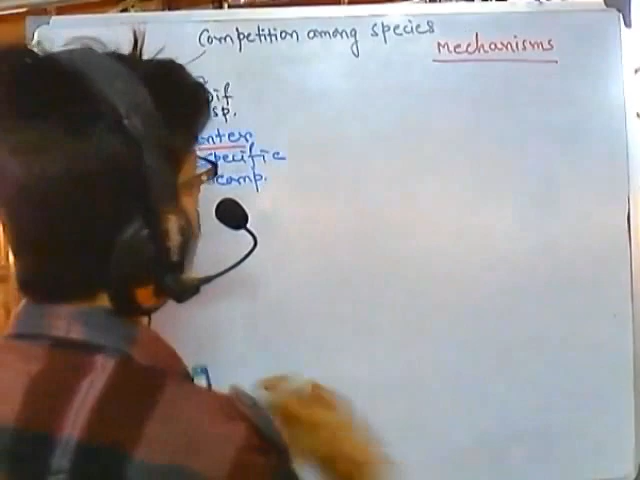 Competition among species
Mechanisms
sp.
inter
specific
comp.